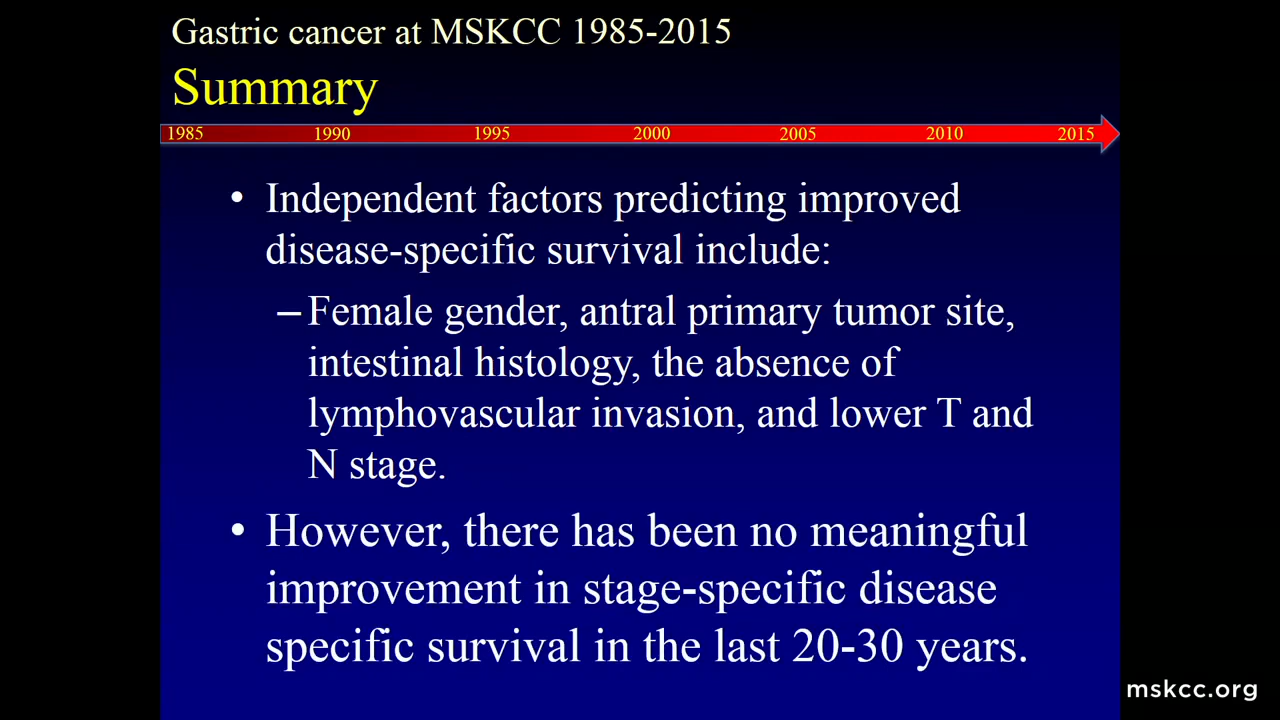 Gastric cancer at MSKCC 1985-2015
Summary
1985 1990 1995 2000 2005 2010 2015
• Independent factors predicting improved
disease-specific survival include:
– Female gender, antral primary tumor site,
intestinal histology, the absence of
lymphovascular invasion, and lower T and
N stage.
• However, there has been no meaningful
improvement in stage-specific disease
specific survival in the last 20-30 years.
mskcc.org